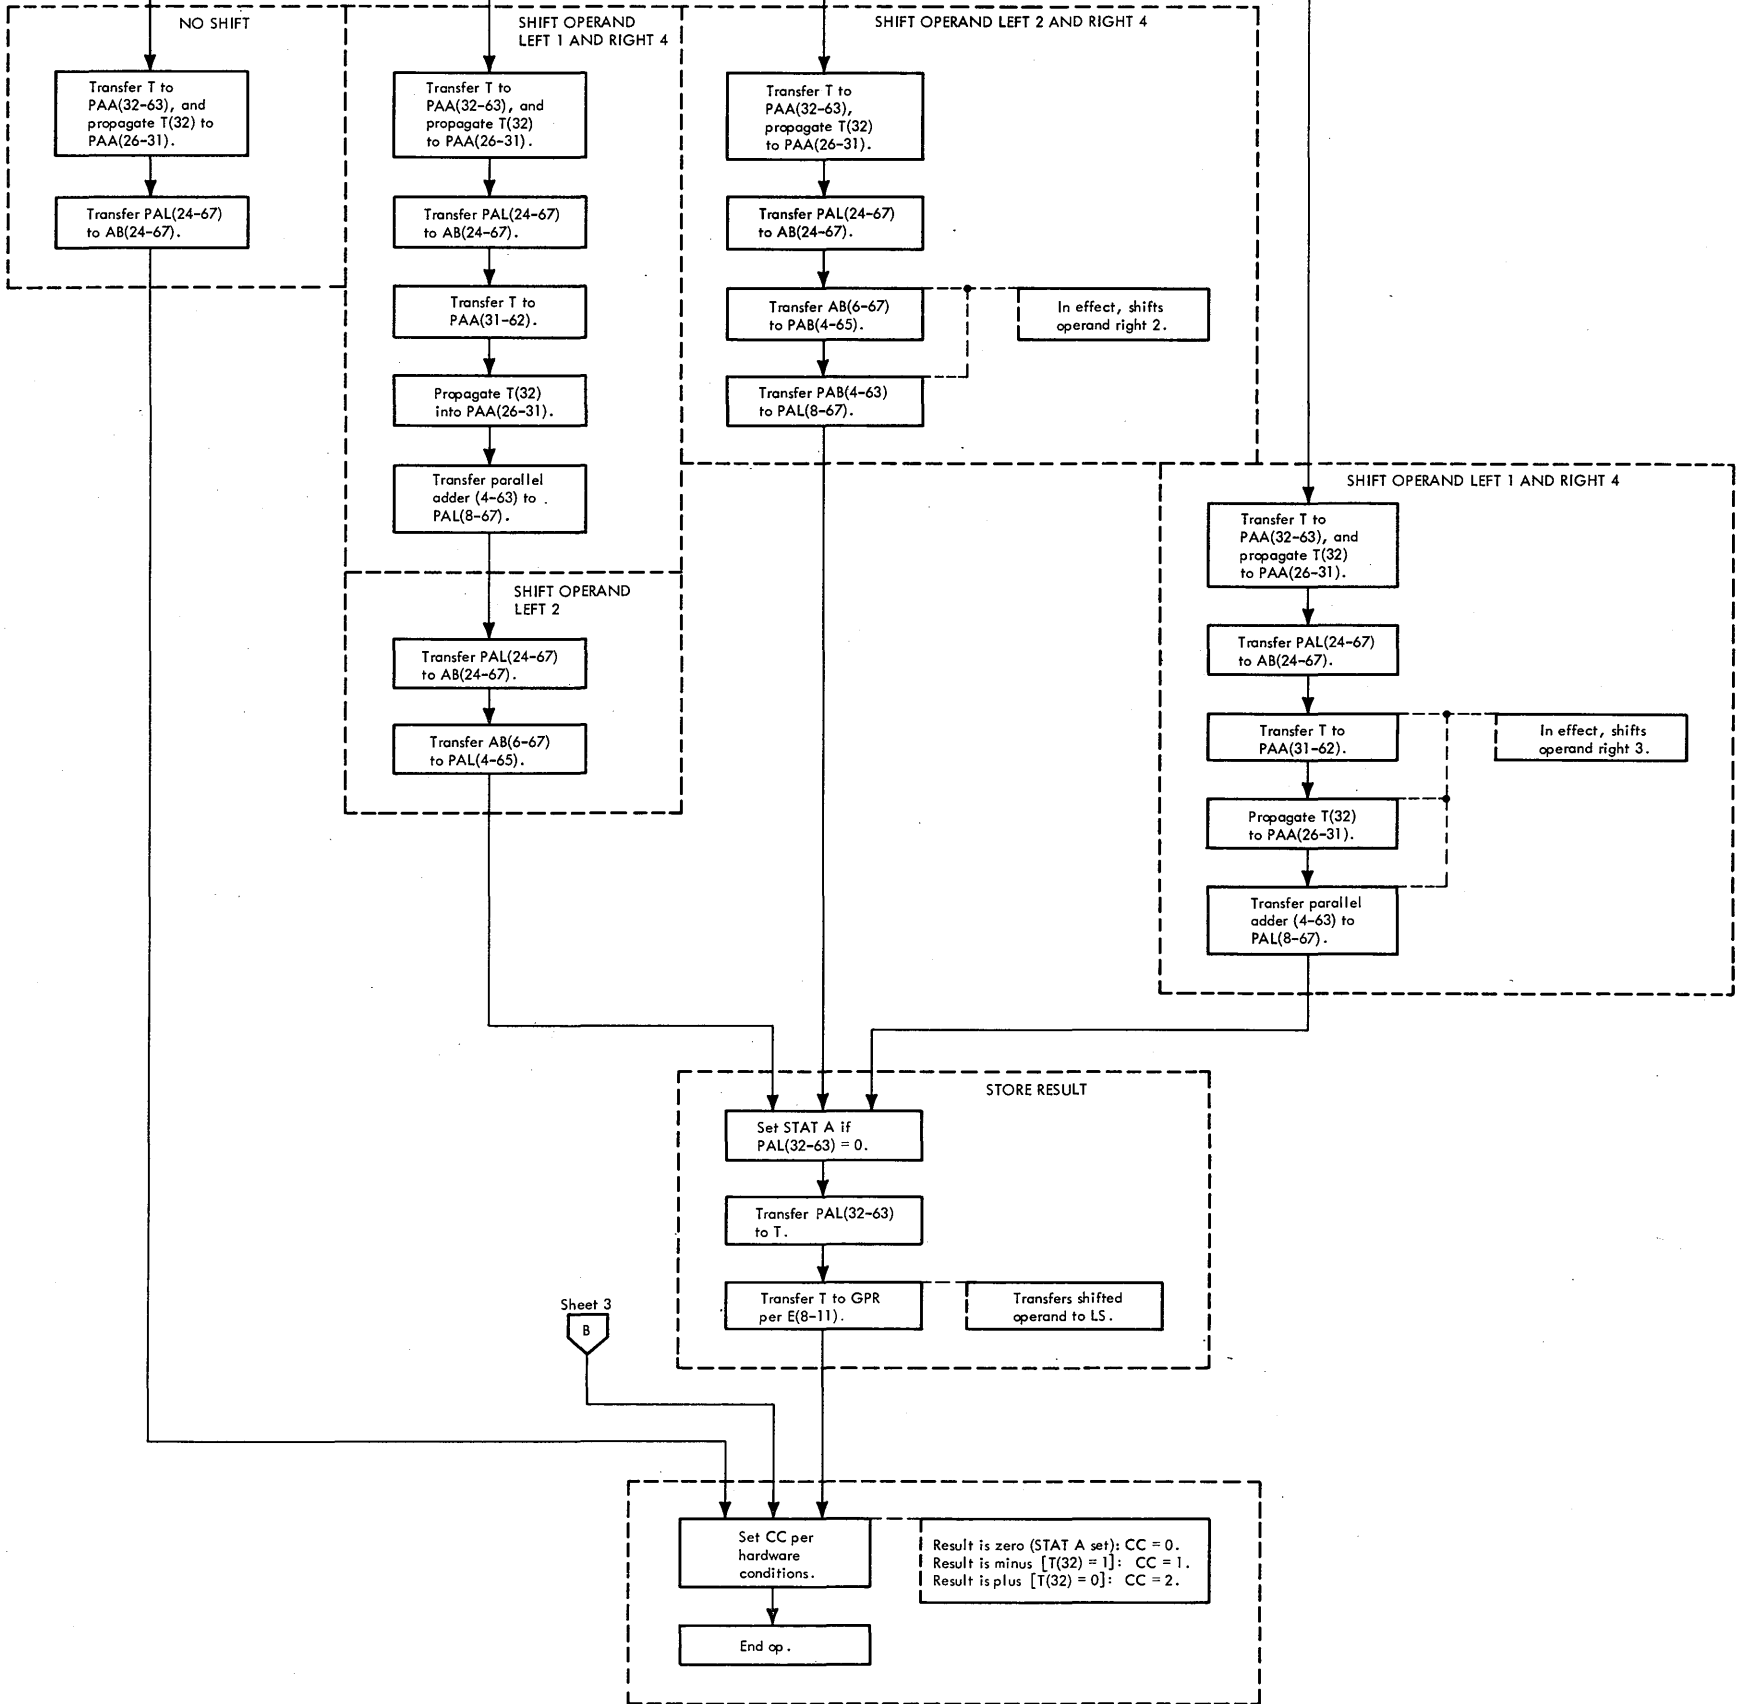 NO SHIFT
Transfer T to
PAA(32-63), and
propagate T(32) to
PAA(26-31).
Transfer PAL(24-67)
to AB(24-67).
SHIFT OPERAND
LEFT 1 AND RIGHT 4
Transfer T to
PAA(32-63), and
propagate T(32)
to PAA(26-31).
Transfer PAL(24-67)
to AB(24-67).
Transfer T to
PAA(31-62).
Propagate T(32)
into PAA(26-31).
Transfer parallel
adder (4-63) to
PAL(8-67).
SHIFT OPERAND
LEFT 2
Transfer PAL(24-67)
to AB(24-67).
Transfer AB(6-67)
to PAL(4-65).
SHIFT OPERAND LEFT 2 AND RIGHT 4
Transfer T to
PAA(32-63),
propagate T(32)
to PAA(26-31).
Transfer PAL(24-67)
to AB(24-67).
Transfer AB(6-67)
to PAB(4-65).
In effect, shifts
operand right 2.
Transfer PAB(4-63)
to PAL(8-67).
SHIFT OPERAND LEFT 1 AND RIGHT 4
Transfer T to
PAA(32-63), and
propagate T(32)
to PAA(26-31).
Transfer PAL(24-67)
to AB(24-67).
Transfer T to
PAA(31-62).
In effect, shifts
operand right 3.
Propagate T(32)
to PAA(26-31).
Transfer parallel
adder (4-63) to
PAL(8-67).
STORE RESULT
Set STAT A if
PAL(32-63) = 0.
Transfer PAL(32-63)
to T.
Transfer T to GPR
per E(8-11).
Transfers shifted
operand to LS.
Sheet 3
B
Set CC per
hardware
conditions.
Result is zero (STAT A set): CC = 0.
Result is minus [T(32) = 1]: CC = 1.
Result is plus [T(32) = 0]: CC = 2.
End op.